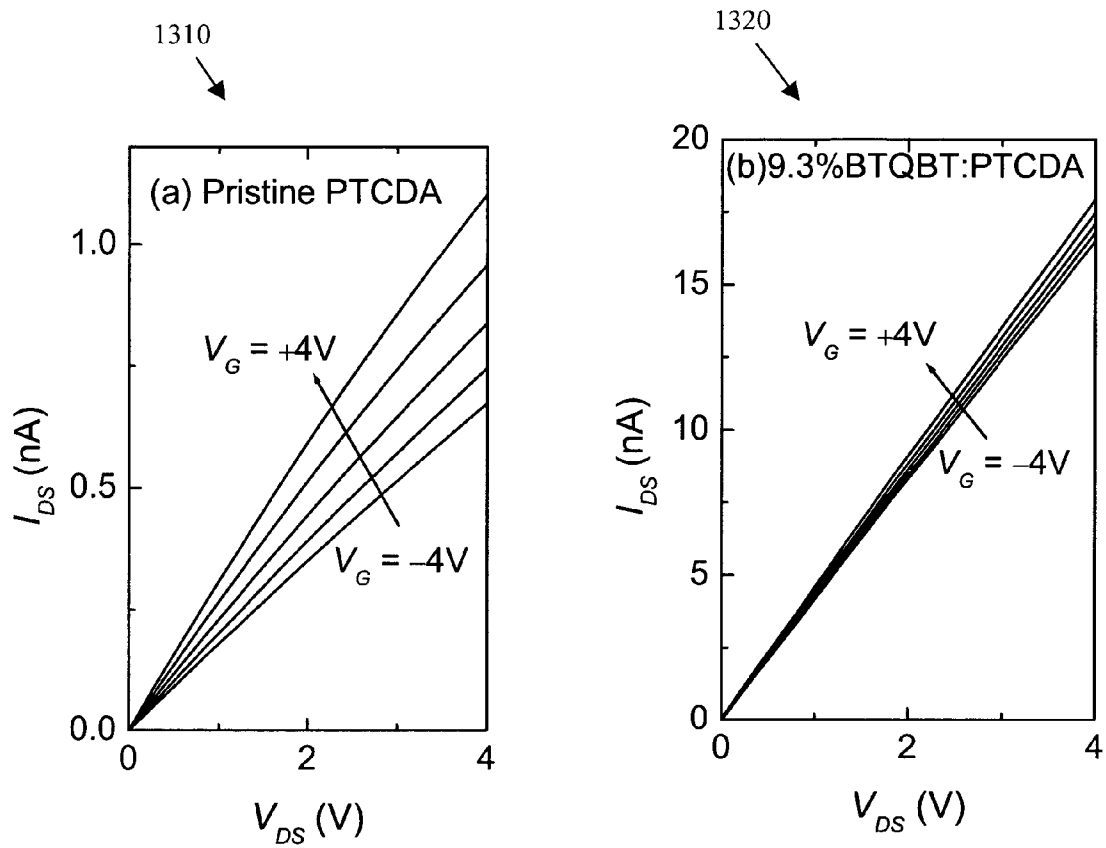 1310
1320
(a) Pristine PTCDA
V_G = +4V
V_G = −4V
1.0
0.5
0.0
0
2
4
I_DS (nA)
V_DS (V)
(b)9.3%BTQBT:PTCDA
V_G = +4V
V_G = −4V
20
15
10
5
0
0
2
4
I_DS (nA)
V_DS (V)